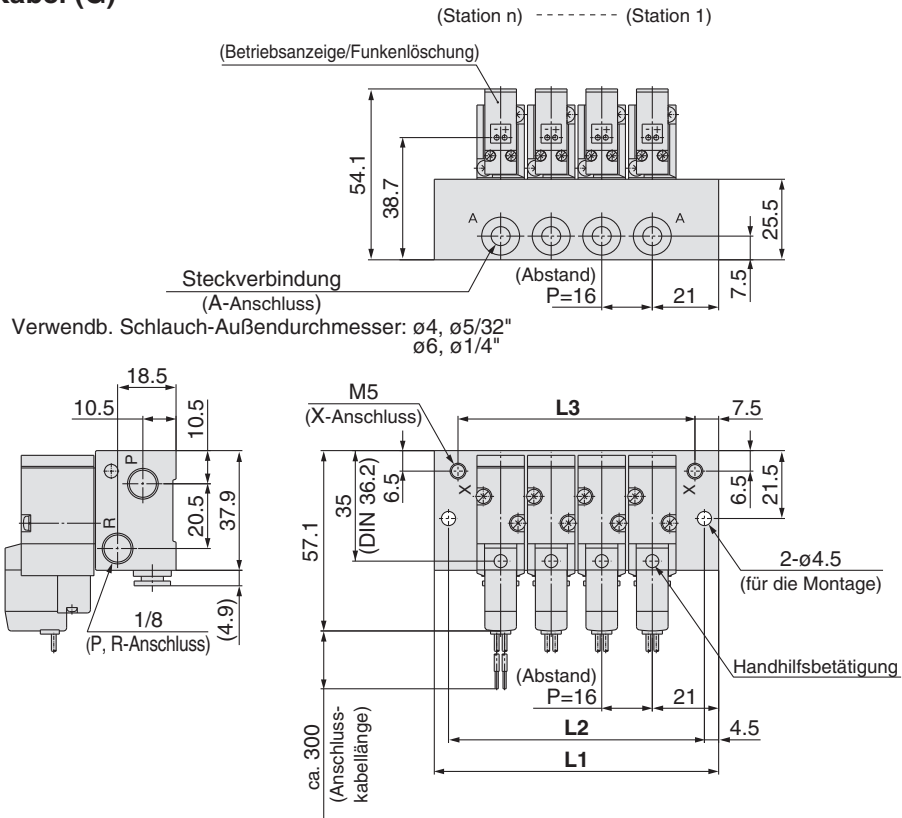 (Station n) - - - - - - - - - (Station 1)
(Betriebsanzeige/Funkenlöschung)
- + - + - + - +
54.1
38.7
25.5
7.5
A A
Steckverbindung
(A-Anschluss)
(Abstand)
P=16
21
Verwendb. Schlauch-Außendurchmesser: ø4, ø5/32"
ø6, ø1/4"
18.5
10.5
10.5
P
R
20.5
37.9
(4.9)
1/8
(P, R-Anschluss)
M5
(X-Anschluss)
L3
7.5
57.1
35
(DIN 36.2)
6.5
X
X
6.5
21.5
2-ø4.5
(für die Montage)
Handhilfsbetätigung
(Abstand)
P=16
21
L2
4.5
L1
ca. 300
(Anschluss-
kabellänge)